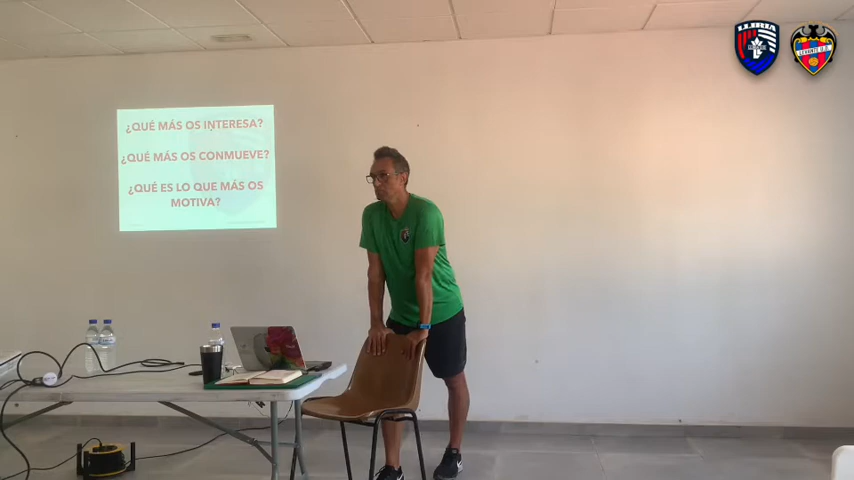 ¿QUÉ MÁS OS INTERESA?
¿QUÉ MÁS OS CONMUEVE?
¿QUÉ ES LO QUE MÁS OS
MOTIVA?
LLIRIA
LEVANTE U.D.